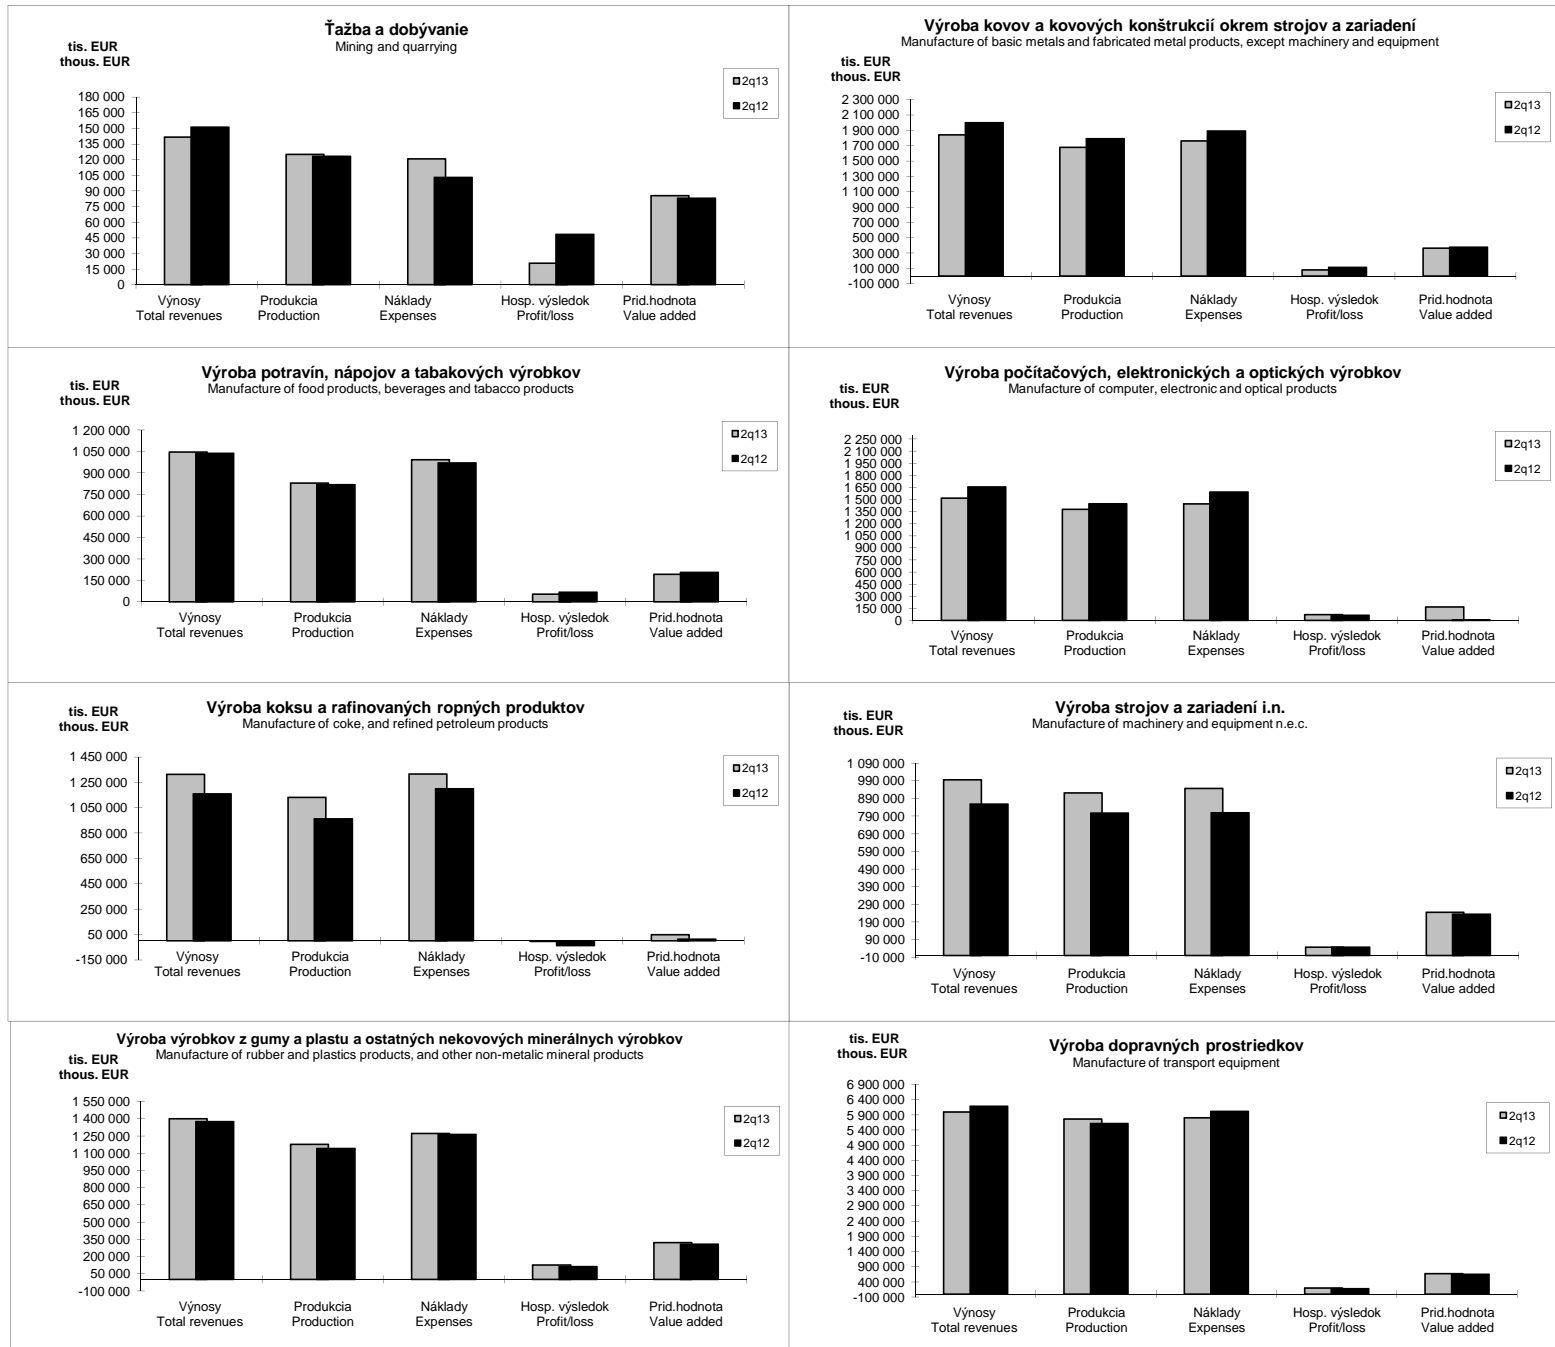 Ťažba a dobývanie
Mining and quarrying
tis. EUR
thous. EUR
2q13
2q12
180 000
165 000
150 000
135 000
120 000
105 000
90 000
75 000
60 000
45 000
30 000
15 000
0
Výnosy Produkcia Náklady Hosp. výsledok Prid.hodnota
Total revenues Production Expenses Profit/loss Value added
Výroba kovov a kovových konštrukcií okrem strojov a zariadení
Manufacture of basic metals and fabricated metal products, except machinery and equipment
tis. EUR
thous. EUR
2q13
2q12
2 300 000
2 100 000
1 900 000
1 700 000
1 500 000
1 300 000
1 100 000
900 000
700 000
500 000
300 000
100 000
-100 000
Výnosy Produkcia Náklady Hosp. výsledok Prid.hodnota
Total revenues Production Expenses Profit/loss Value added
Výroba potravín, nápojov a tabakových výrobkov
Manufacture of food products, beverages and tabacco products
tis. EUR
thous. EUR
2q13
2q12
1 200 000
1 050 000
900 000
750 000
600 000
450 000
300 000
150 000
0
Výnosy Produkcia Náklady Hosp. výsledok Prid.hodnota
Total revenues Production Expenses Profit/loss Value added
Výroba počítačových, elektronických a optických výrobkov
Manufacture of computer, electronic and optical products
tis. EUR
thous. EUR
2q13
2q12
2 250 000
2 100 000
1 950 000
1 800 000
1 650 000
1 500 000
1 350 000
1 200 000
1 050 000
900 000
750 000
600 000
450 000
300 000
150 000
0
Výnosy Produkcia Náklady Hosp. výsledok Prid.hodnota
Total revenues Production Expenses Profit/loss Value added
Výroba koksu a rafinovaných ropných produktov
Manufacture of coke, and refined petroleum products
tis. EUR
thous. EUR
2q13
2q12
1 450 000
1 250 000
1 050 000
850 000
650 000
450 000
250 000
50 000
-150 000
Výnosy Produkcia Náklady Hosp. výsledok Prid.hodnota
Total revenues Production Expenses Profit/loss Value added
Výroba strojov a zariadení i.n.
Manufacture of machinery and equipment n.e.c.
tis. EUR
thous. EUR
2q13
2q12
1 090 000
990 000
890 000
790 000
690 000
590 000
490 000
390 000
290 000
190 000
90 000
-10 000
Výnosy Produkcia Náklady Hosp. výsledok Prid.hodnota
Total revenues Production Expenses Profit/loss Value added
Výroba výrobkov z gumy a plastu a ostatných nekovových minerálnych výrobkov
Manufacture of rubber and plastics products, and other non-metalic mineral products
tis. EUR
thous. EUR
2q13
2q12
1 550 000
1 400 000
1 250 000
1 100 000
950 000
800 000
650 000
500 000
350 000
200 000
50 000
-100 000
Výnosy Produkcia Náklady Hosp. výsledok Prid.hodnota
Total revenues Production Expenses Profit/loss Value added
Výroba dopravných prostriedkov
Manufacture of transport equipment
tis. EUR
thous. EUR
2q13
2q12
6 900 000
6 400 000
5 900 000
5 400 000
4 900 000
4 400 000
3 900 000
3 400 000
2 900 000
2 400 000
1 900 000
1 400 000
900 000
400 000
-100 000
Výnosy Produkcia Náklady Hosp. výsledok Prid.hodnota
Total revenues Production Expenses Profit/loss Value added